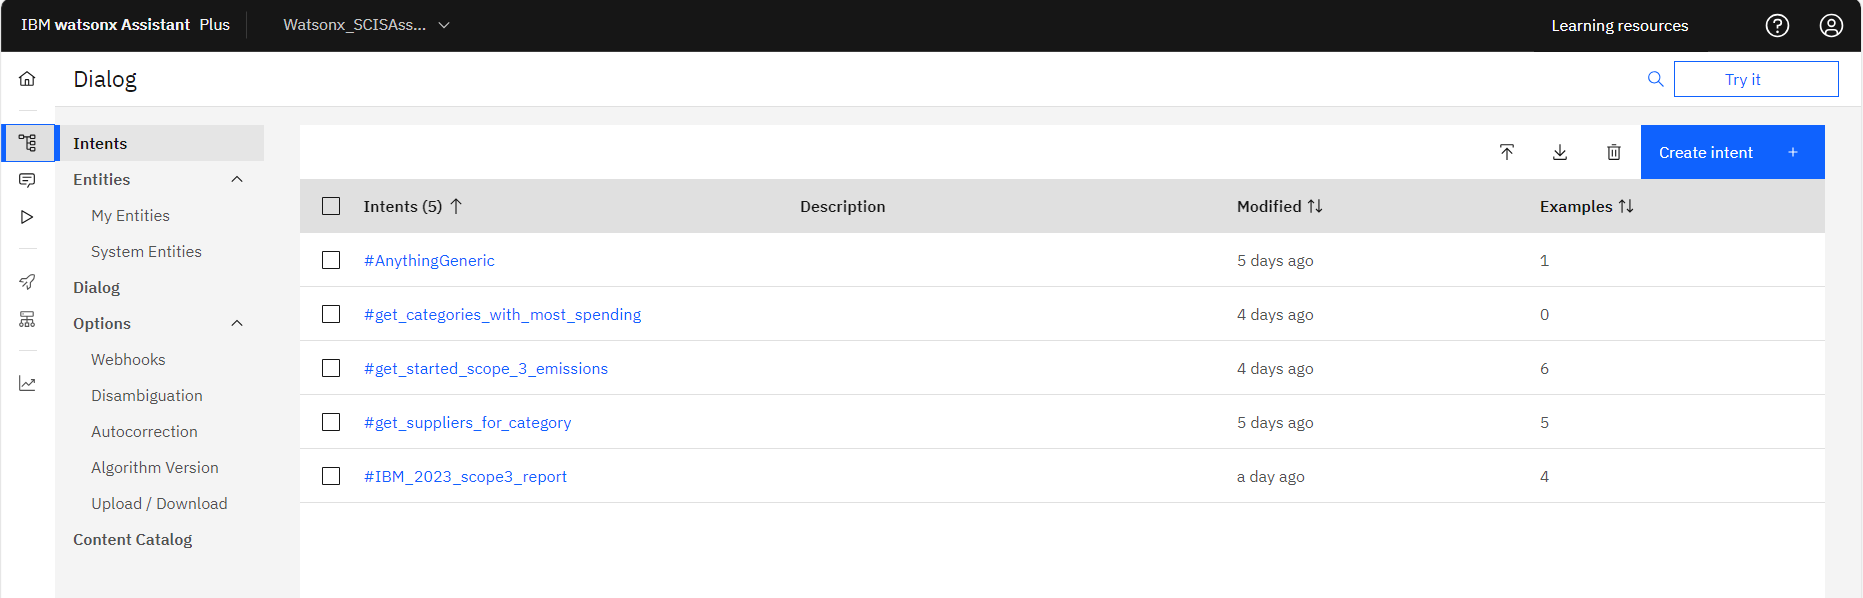 IBM watsonx Assistant Plus
Watsonx_SCISAss...
Learning resources
Dialog
Try it
Intents
Entities
My Entities
System Entities
Dialog
Options
Webhooks
Disambiguation
Autocorrection
Algorithm Version
Upload / Download
Content Catalog
Create intent +
Intents (5) Description Modified Examples
#AnythingGeneric 5 days ago 1
#get_categories_with_most_spending 4 days ago 0
#get_started_scope_3_emissions 4 days ago 6
#get_suppliers_for_category 5 days ago 5
#IBM_2023_scope3_report a day ago 4